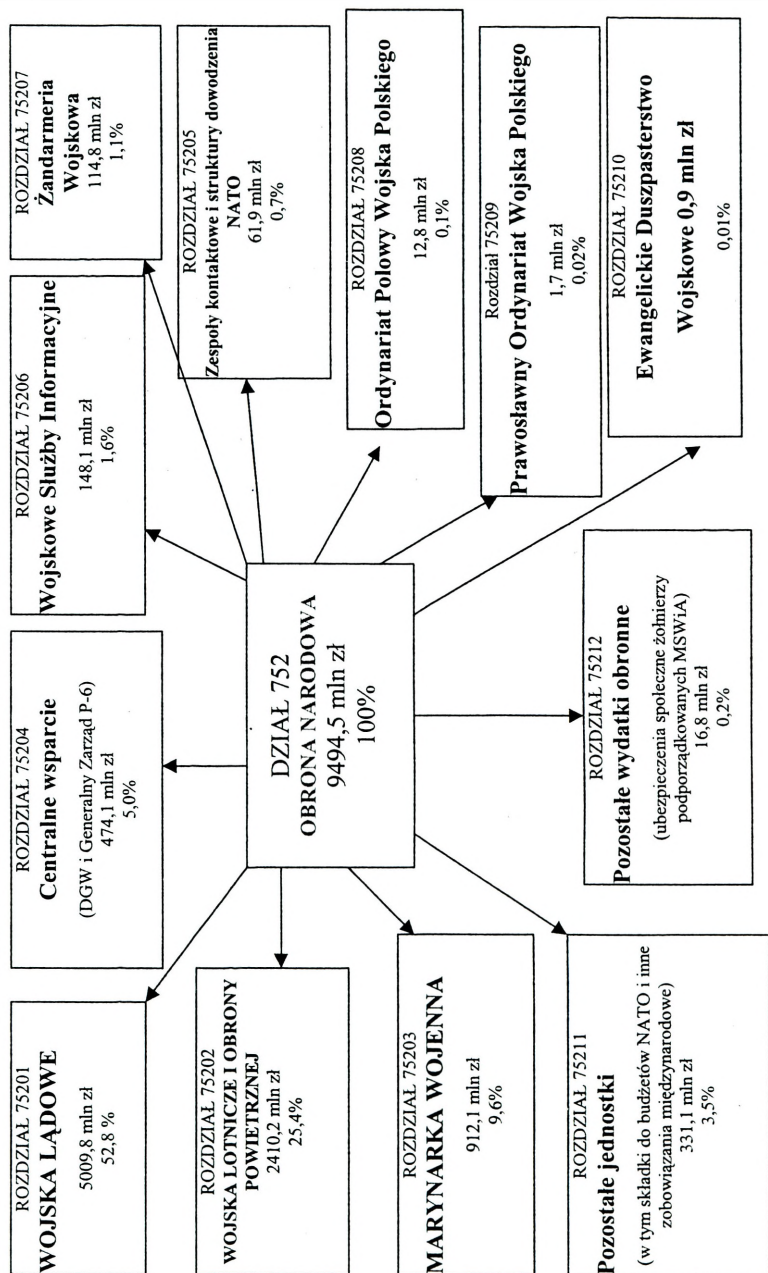 ROZDZIAŁ 75201
WOJSKA LĄDOWE
5009,8 mln zł
52,8 %
ROZDZIAŁ 75204
Centralne wsparcie
(DGW i Generalny Zarząd P-6)
474,1 mln zł
5,0%
ROZDZIAŁ 75206
Wojskowe Służby Informacyjne
148,1 mln zł
1,6%
ROZDZIAŁ 75207
Żandarmeria
Wojskowa
114,8 mln zł
1,1%
ROZDZIAŁ 75202
WOJSKA LOTNICZE I OBRONY
POWIETRZNEJ
2410,2 mln zł
25,4%
DZIAŁ 752
OBRONA NARODOWA
9494,5 mln zł
100%
ROZDZIAŁ 75205
Zespoły kontaktowe i struktury dowodzenia
NATO
61,9 mln zł
0,7%
ROZDZIAŁ 75208
Ordynariat Polowy Wojska Polskiego
12,8 mln zł
0,1%
ROZDZIAŁ 75203
MARYNARKA WOJENNA
912,1 mln zł
9,6%
Rozdział 75209
Prawosławny Ordynariat Wojska Polskiego
1,7 mln zł
0,02%
ROZDZIAŁ 75211
Pozostałe jednostki
(w tym składki do budżetów NATO i inne
zobowiązania międzynarodowe)
331,1 mln zł
3,5%
ROZDZIAŁ 75212
Pozostałe wydatki obronne
(ubezpieczenia społeczne żołnierzy
podporządkowanych MSWiA)
16,8 mln zł
0,2%
ROZDZIAŁ 75210
Ewangelickie Duszpasterstwo
Wojskowe 0,9 mln zł
0,01%